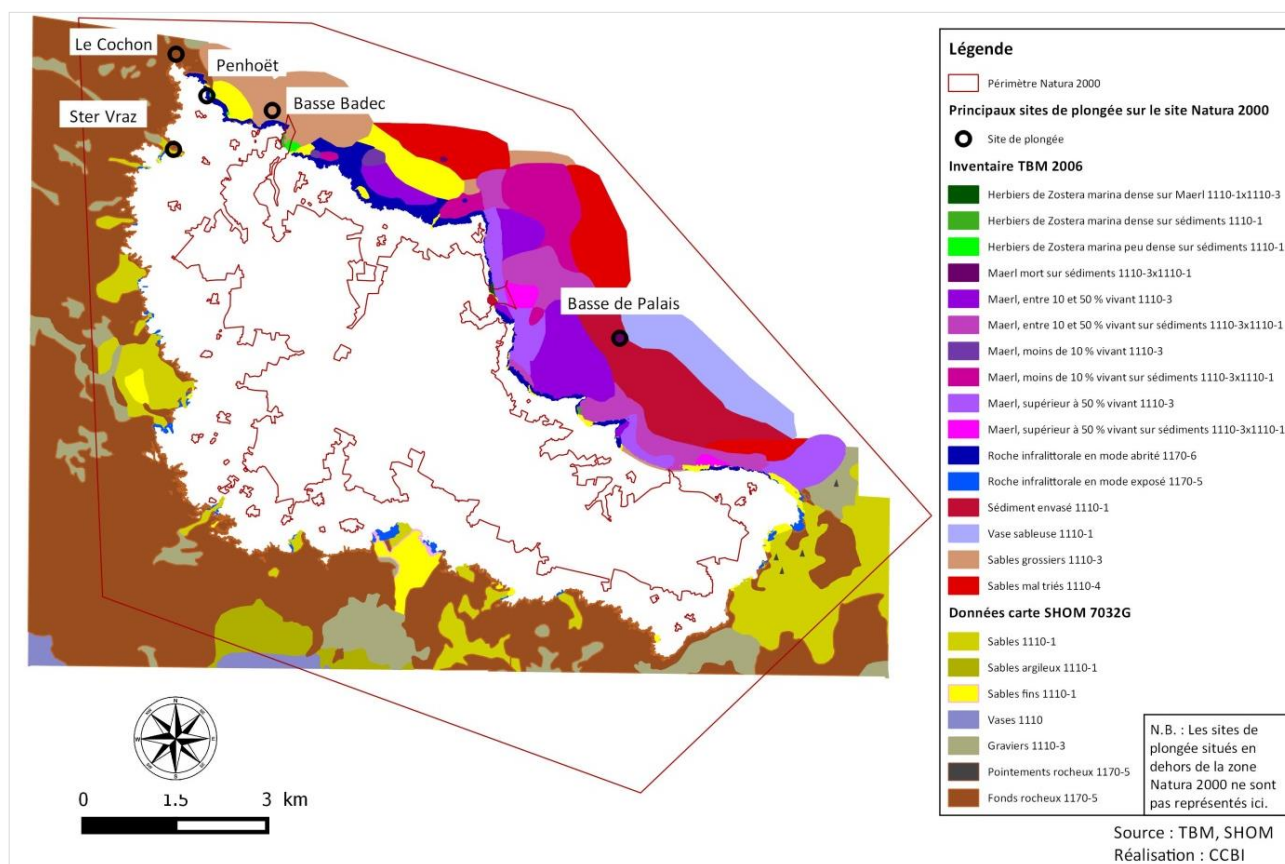 Le Cochon
Penhoët
Basse Badec
Ster Vraz
Basse de Palais
0 1.5 3 km
Légende
Périmètre Natura 2000
Principaux sites de plongée sur le site Natura 2000
Site de plongée
Inventaire TBM 2006
Herbiers de Zostera marina dense sur Maerl 1110-1x1110-3
Herbiers de Zostera marina dense sur sédiments 1110-1
Herbiers de Zostera marina peu dense sur sédiments 1110-1
Maerl mort sur sédiments 1110-3x1110-1
Maerl, entre 10 et 50 % vivant 1110-3
Maerl, entre 10 et 50 % vivant sur sédiments 1110-3x1110-1
Maerl, moins de 10 % vivant 1110-3
Maerl, moins de 10 % vivant sur sédiments 1110-3x1110-1
Maerl, supérieur à 50 % vivant 1110-3
Maerl, supérieur à 50 % vivant sur sédiments 1110-3x1110-1
Roche infralittorale en mode abrité 1170-6
Roche infralittorale en mode exposé 1170-5
Sédiment envasé 1110-1
Vase sableuse 1110-1
Sables grossiers 1110-3
Sables mal triés 1110-4
Données carte SHOM 7032G
Sables 1110-1
Sables argileux 1110-1
Sables fins 1110-1
Vases 1110
Graviers 1110-3
Pointements rocheux 1170-5
Fonds rocheux 1170-5
N.B. : Les sites de
plongée situés en
dehors de la zone
Natura 2000 ne sont
pas représentés ici.
Source : TBM, SHOM
Réalisation : CCBI